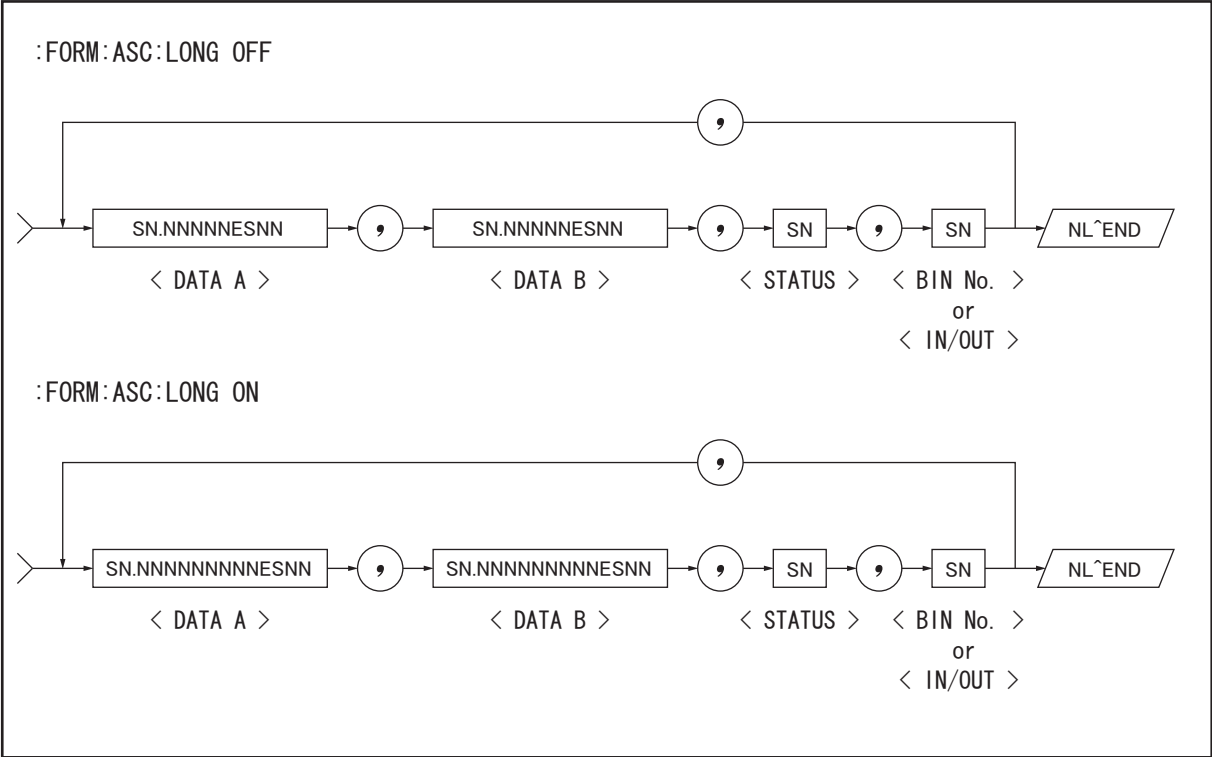 :FORM:ASC:LONG OFF
,
SN.NNNNNESNN , SN.NNNNNESNN , SN , SN NL^END
< DATA A > < DATA B > < STATUS > < BIN No. >
or
< IN/OUT >
:FORM:ASC:LONG ON
,
SN.NNNNNNNNNESNN , SN.NNNNNNNNNESNN , SN , SN NL^END
< DATA A > < DATA B > < STATUS > < BIN No. >
or
< IN/OUT >